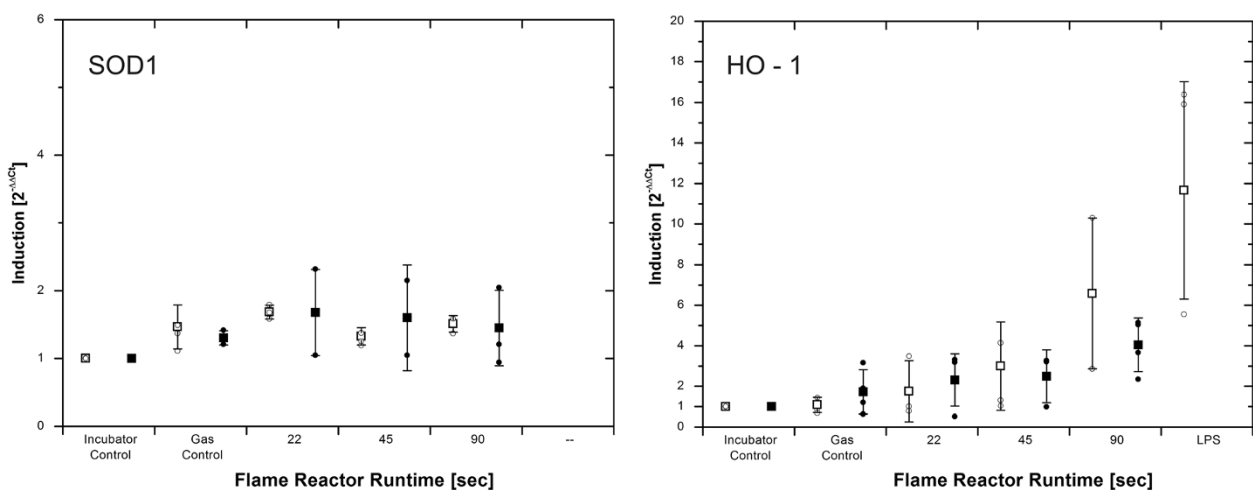 SOD1
Induction [2^-ΔΔCt]
6
4
2
1
0
Incubator Control
Gas Control
22
45
90
--
Flame Reactor Runtime [sec]
HO - 1
Induction [2^-ΔΔCt]
20
18
16
14
12
10
8
6
4
2
1
0
Incubator Control
Gas Control
22
45
90
LPS
Flame Reactor Runtime [sec]